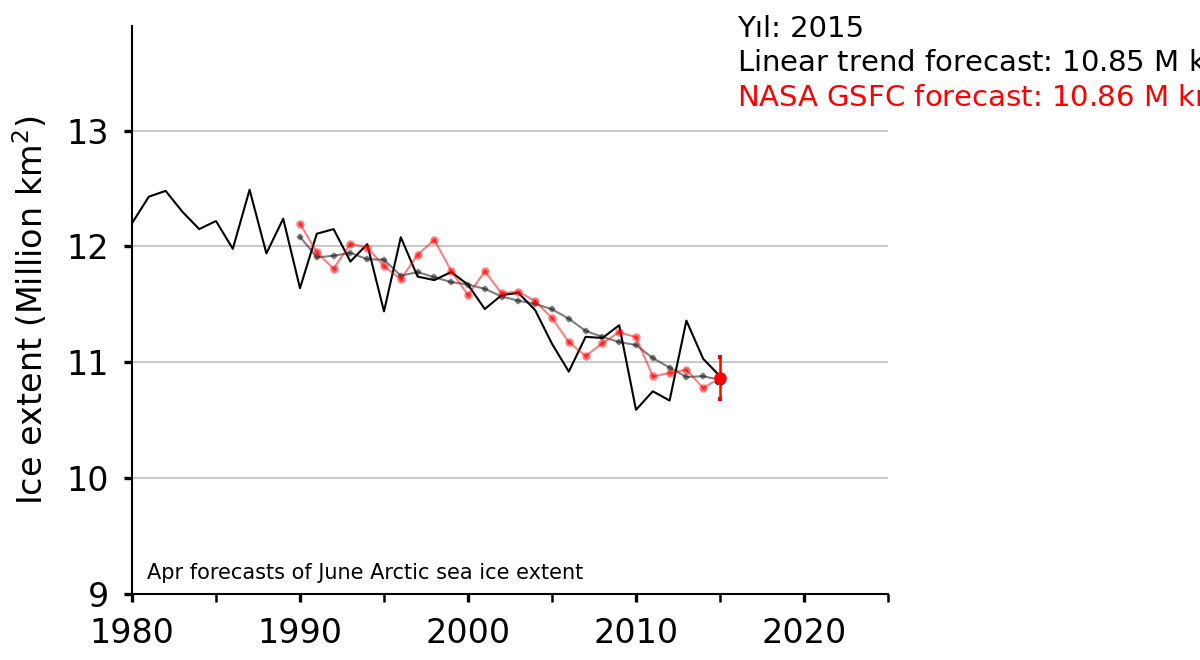 Yıl: 2015
Linear trend forecast: 10.85 M
NASA GSFC forecast: 10.86 M
Ice extent (Million km²)
13
12
11
10
9
1980 1990 2000 2010 2020
Apr forecasts of June Arctic sea ice extent